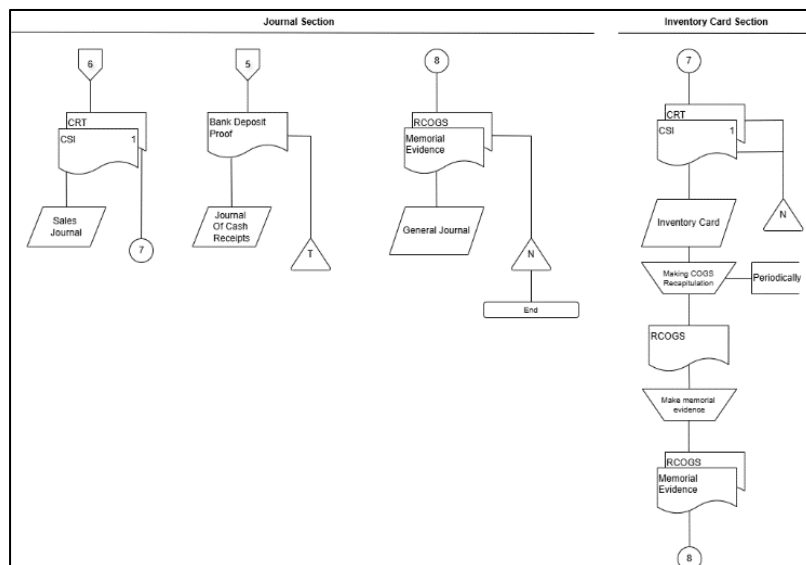 Journal Section
6
CRT
CSI 1
Sales
Journal
7
5
Bank Deposit
Proof
Journal
Of Cash
Receipts
T
8
RCOGS
Memorial
Evidence
General Journal
N
End
Inventory Card Section
7
CRT
CSI 1
Inventory Card
N
Making COGS
Recapitulation
Periodically
RCOGS
Make memorial
evidence
RCOGS
Memorial
Evidence
8